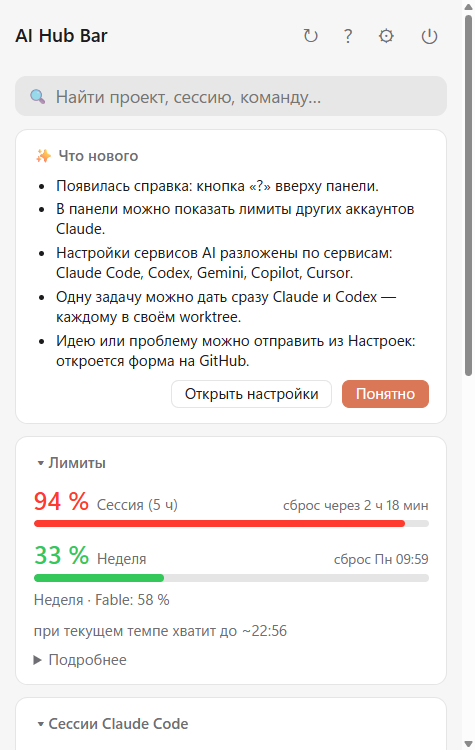 AI Hub Bar
?
Найти проект, сессию, команду...
Что нового
• Появилась справка: кнопка «?» вверху панели.
• В панели можно показать лимиты других аккаунтов
Claude.
• Настройки сервисов AI разложены по сервисам:
Claude Code, Codex, Gemini, Copilot, Cursor.
• Одну задачу можно дать сразу Claude и Codex —
каждому в своём worktree.
• Идею или проблему можно отправить из Настроек:
откроется форма на GitHub.
Открыть настройки Понятно
Лимиты
94 % Сессия (5 ч) сброс через 2 ч 18 мин
33 % Неделя сброс Пн 09:59
Неделя · Fable: 58 %
при текущем темпе хватит до ~22:56
Подробнее
Сессии Claude Code